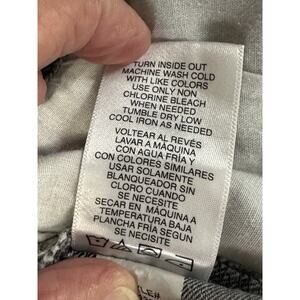 TURN INSIDE OUT
MACHINE WASH COLD
WITH LIKE COLORS
USE ONLY NON
CHLORINE BLEACH
WHEN NEEDED
TUMBLE DRY LOW
COOL IRON AS NEEDED
VOLTEAR AL REVÉS
LAVAR A MÁQUINA
CON AGUA FRÍA Y
CON COLORES SIMILARES
USAR SOLAMENTE
BLANQUEADOR SIN
CLORO CUANDO
SE NECESITE
SECAR EN MÁQUINA A
TEMPERATURA BAJA
PLANCHA FRÍA SEGUN
SE NECISITE